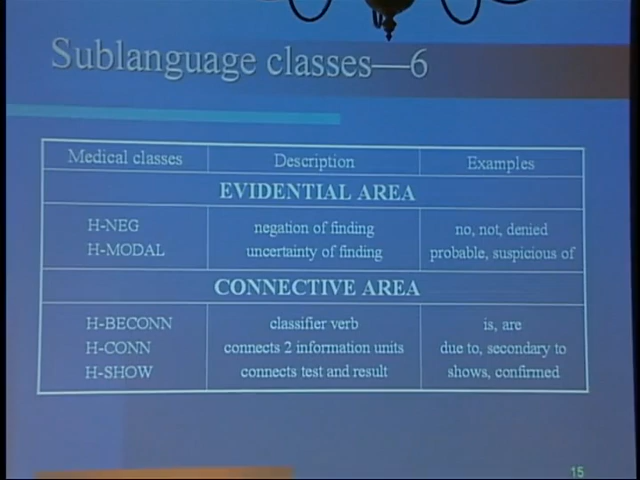 Sublanguage classes—6
Medical classes Description Examples
EVIDENTIAL AREA
H-NEG negation of finding no, not, denied
H-MODAL uncertainty of finding probable, suspicious of
CONNECTIVE AREA
H-BECONN classifier verb is, are
H-CONN connects 2 information units due to, secondary to
H-SHOW connects test and result shows, confirmed
15